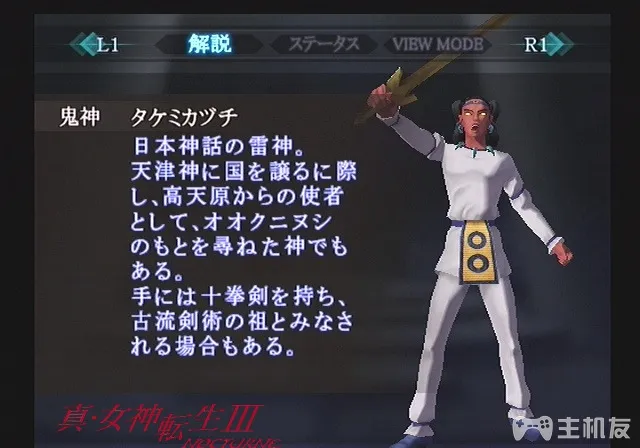 L1 解説 ステータス VIEW MODE R1
鬼神 タケミカヅチ
日本神話の雷神。
天津神に国を譲るに際
し、高天原からの使者
として、オオクニヌシ
のもとを尋ねた神でも
ある。
手には十拳剣を持ち、
古流剣術の祖とみなさ
れる場合もある。
真・女神転生III
NOCTURNE
主机友